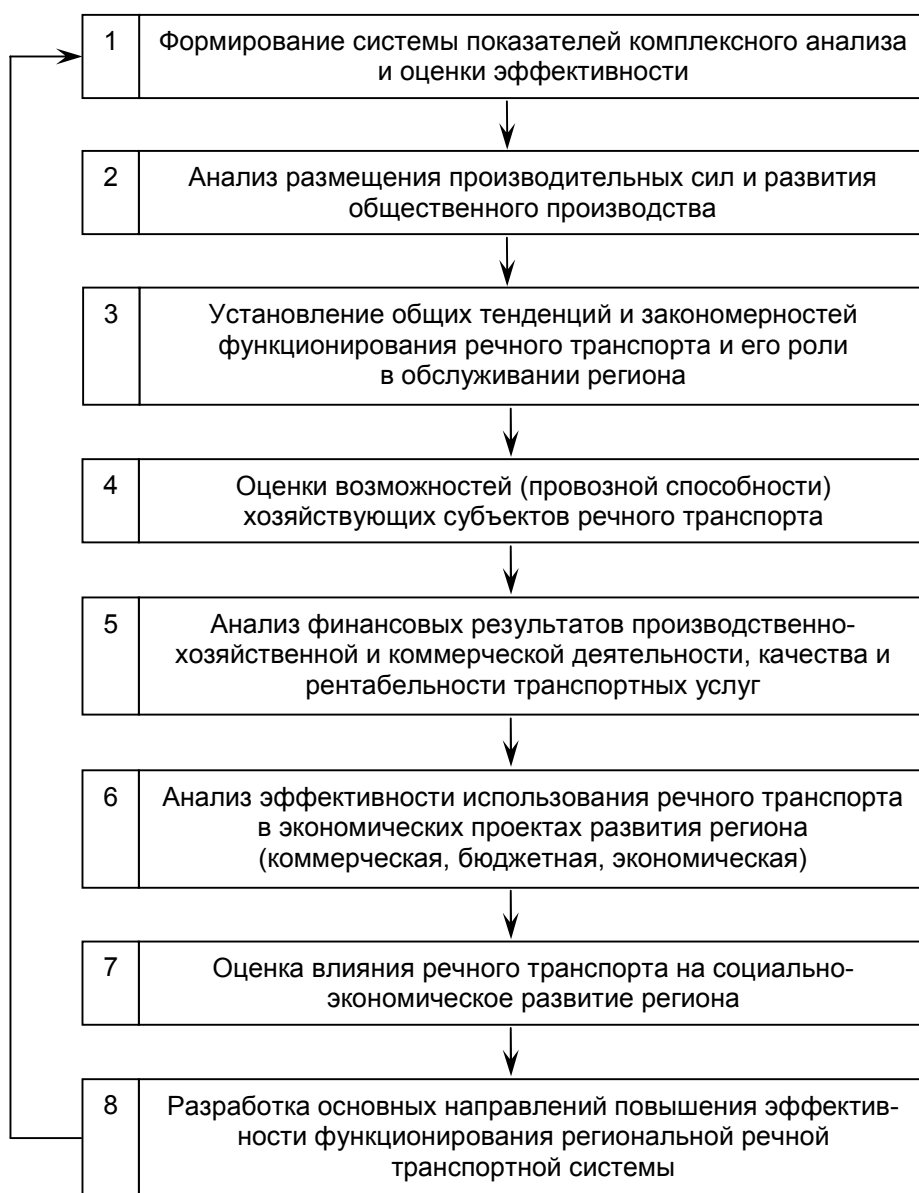 1
Формирование системы показателей комплексного анализа
и оценки эффективности
2
Анализ размещения производительных сил и развития
общественного производства
3
Установление общих тенденций и закономерностей
функционирования речного транспорта и его роли
в обслуживании региона
4
Оценки возможностей (провозной способности)
хозяйствующих субъектов речного транспорта
5
Анализ финансовых результатов производственно-
хозяйственной и коммерческой деятельности, качества и
рентабельности транспортных услуг
6
Анализ эффективности использования речного транспорта
в экономических проектах развития региона
(коммерческая, бюджетная, экономическая)
7
Оценка влияния речного транспорта на социально-
экономическое развитие региона
8
Разработка основных направлений повышения эффектив-
ности функционирования региональной речной
транспортной системы